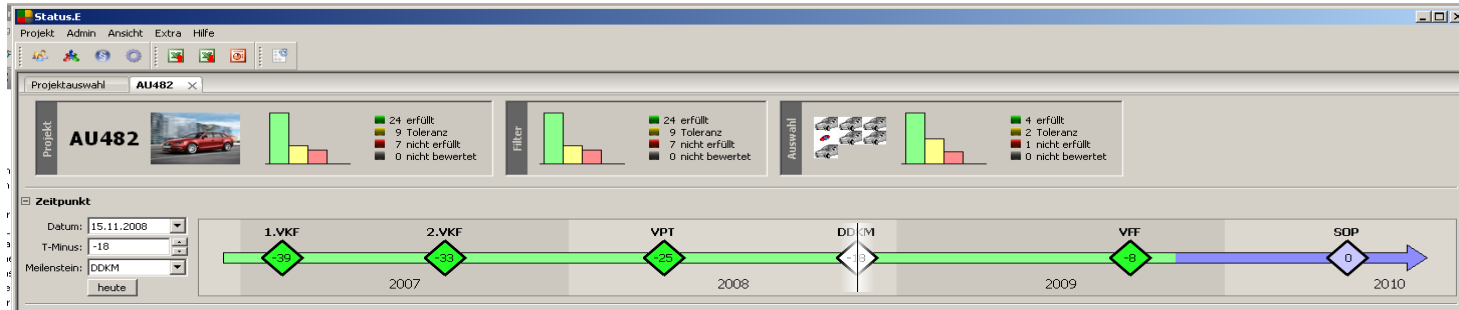 Status.E
Projekt Admin Ansicht Extra Hilfe
Projektauswahl AU482
Projekt
AU482
24 erfüllt
9 Toleranz
7 nicht erfüllt
0 nicht bewertet
Filter
24 erfüllt
9 Toleranz
7 nicht erfüllt
0 nicht bewertet
Auswahl
4 erfüllt
2 Toleranz
1 nicht erfüllt
0 nicht bewertet
Zeitpunkt
Datum: 15.11.2008
T-Minus: -18
Meilenstein: DDKM
heute
1.VKF 2.VKF VPT DDKM VFF SOP
-39 -33 -25 -18 -8 0
2007 2008 2009 2010